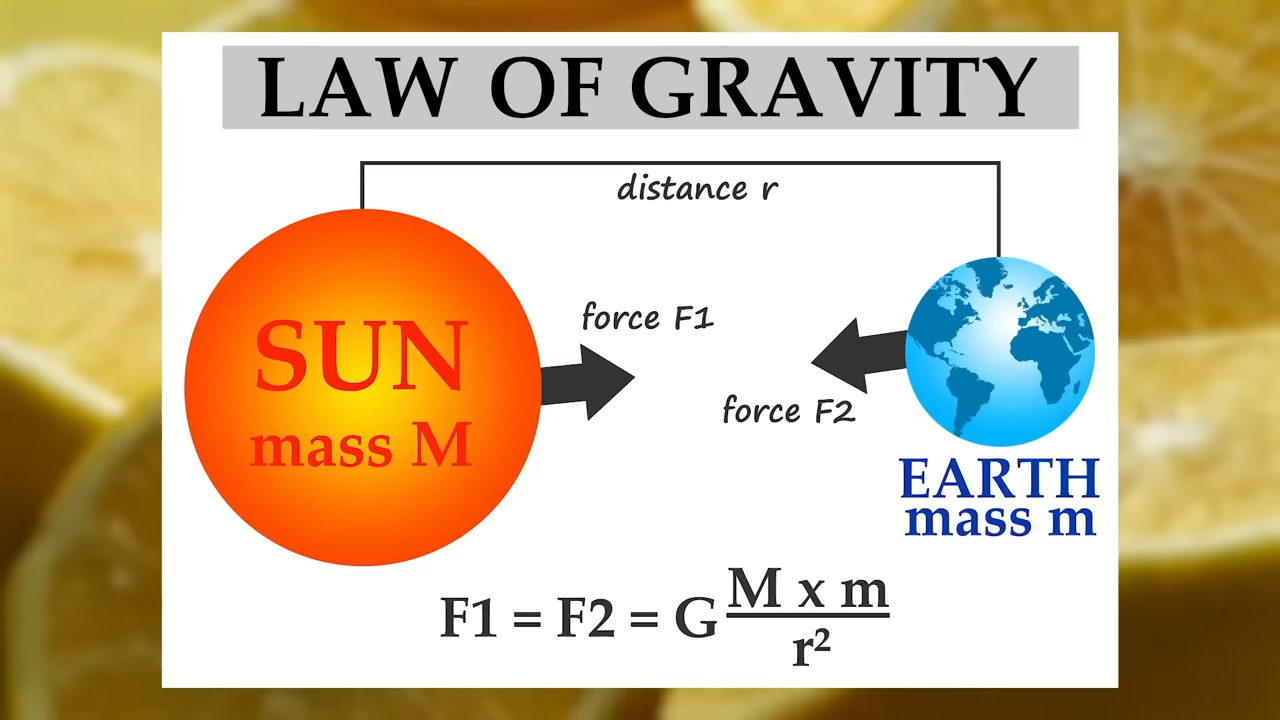 LAW OF GRAVITY
distance r
force F1
SUN
mass M
force F2
EARTH
mass m
F1 = F2 = G M x m
r²